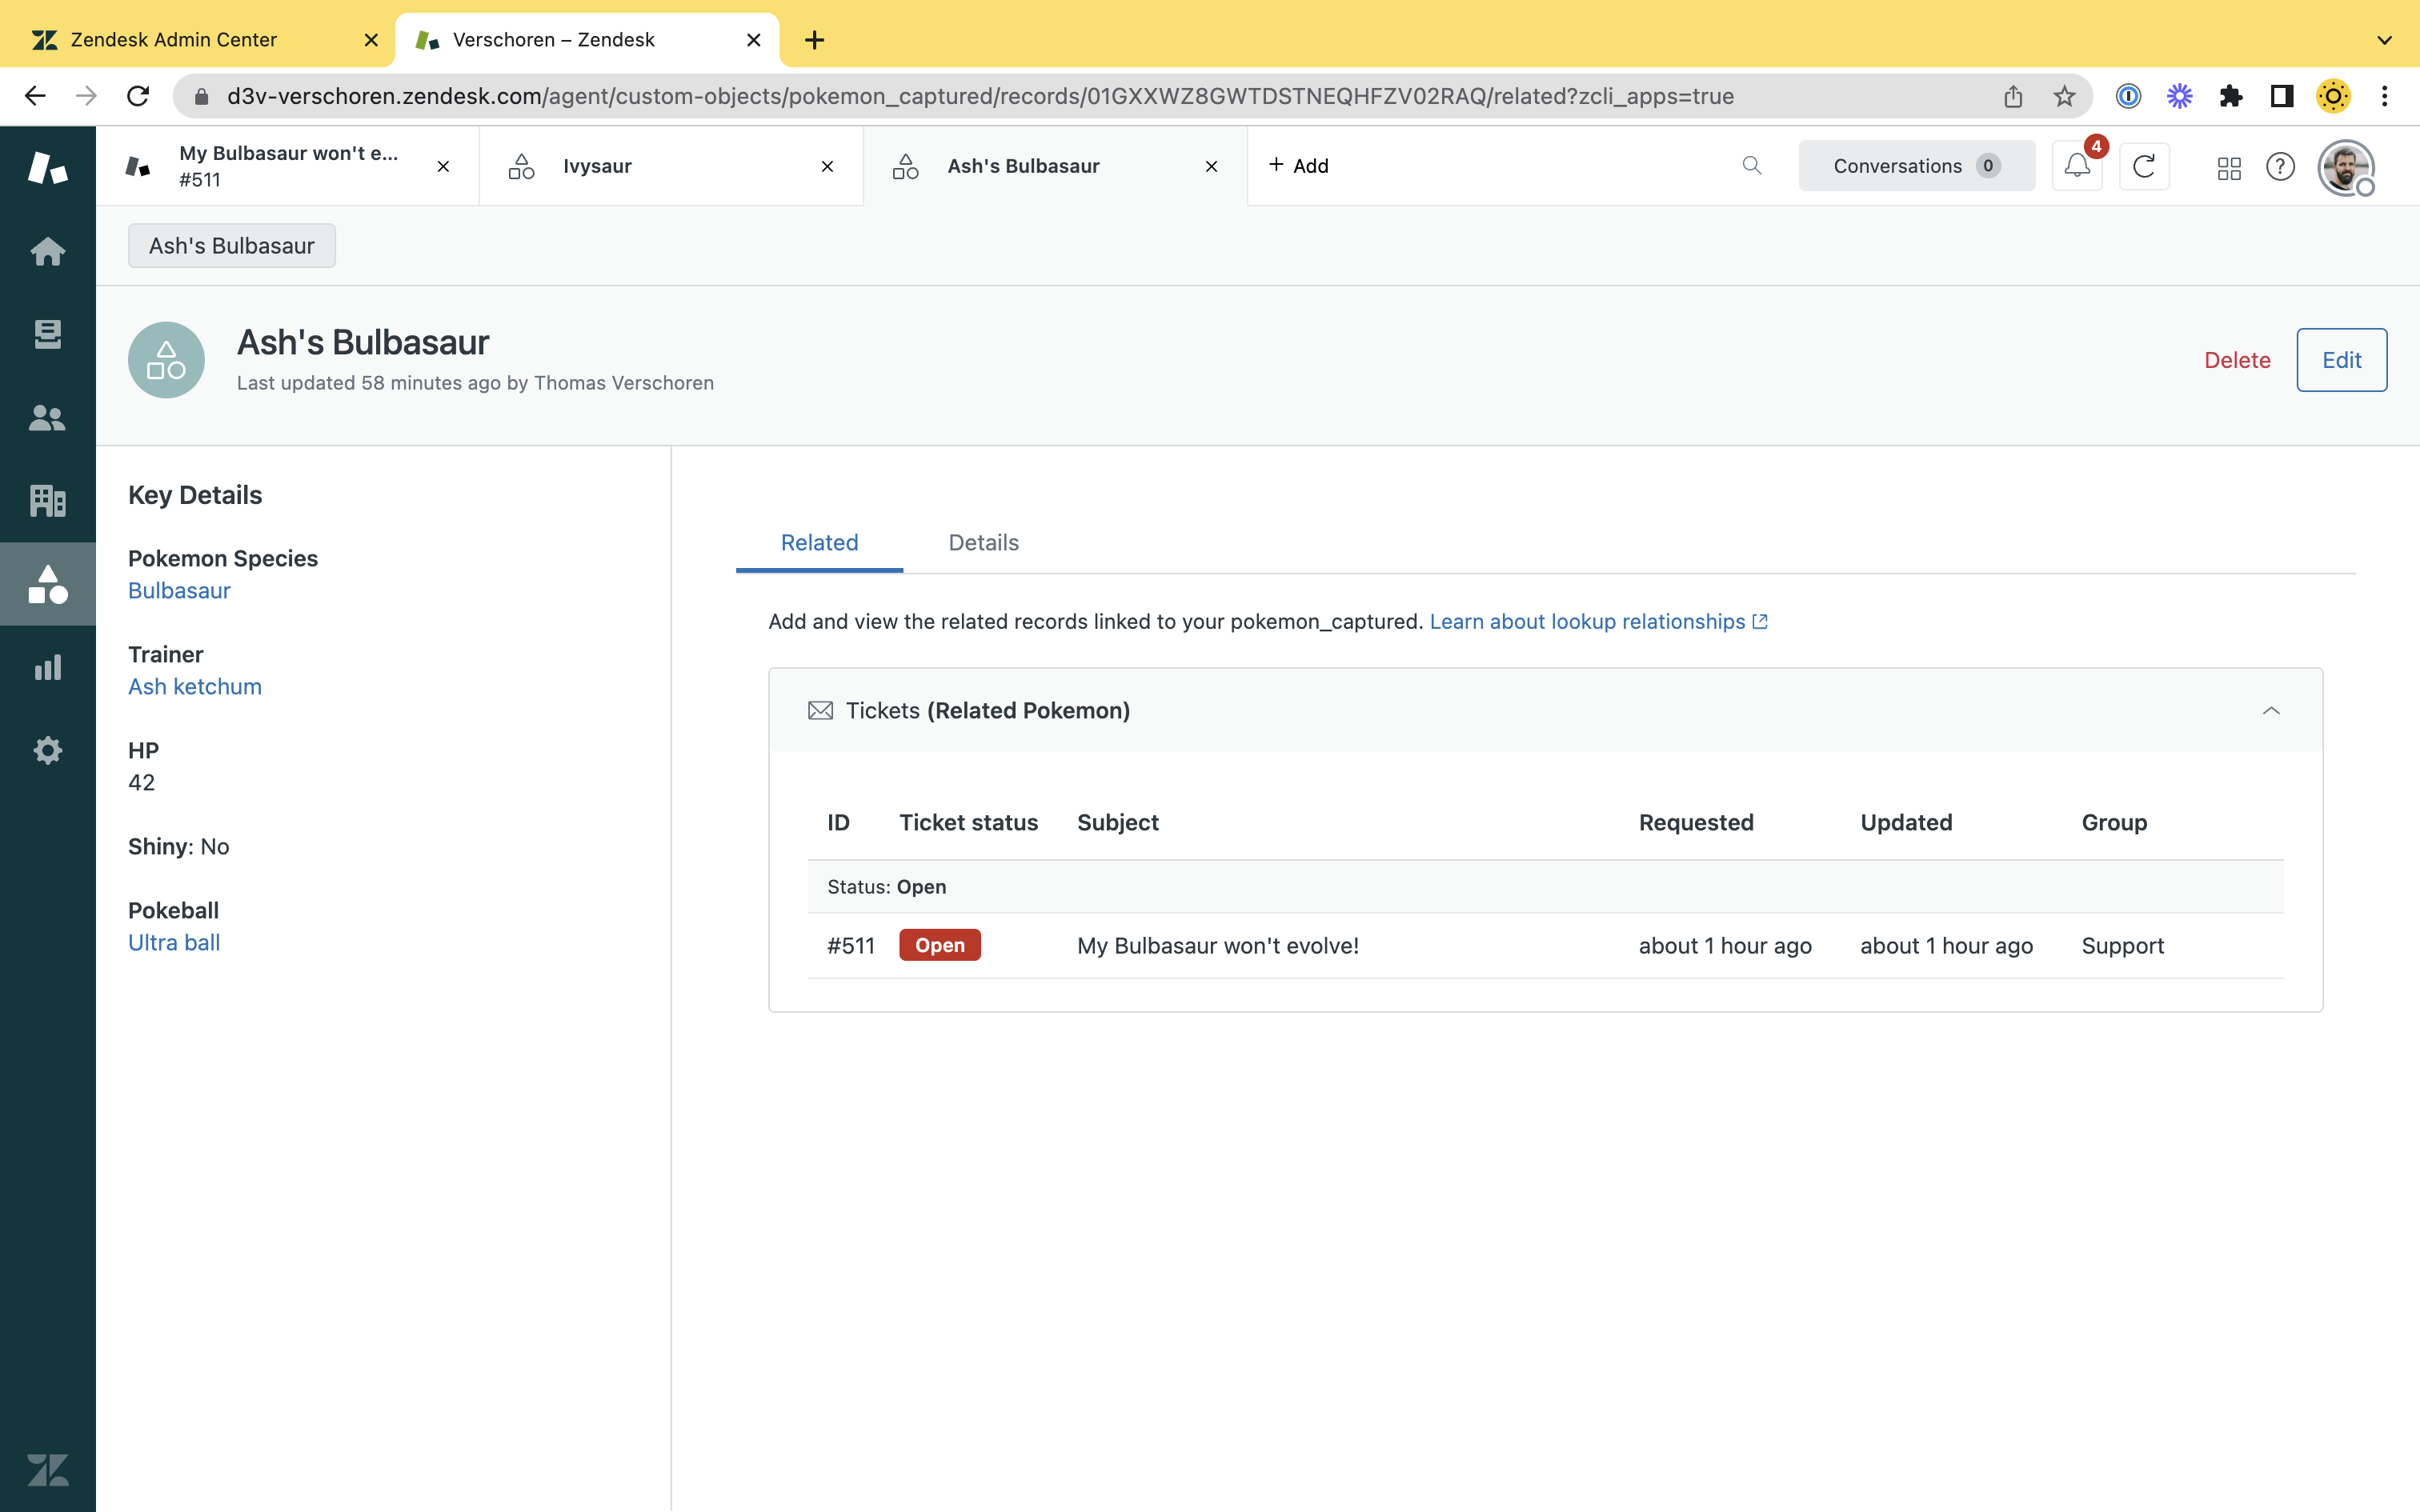 Zendesk Admin Center
Verschoren – Zendesk
d3v-verschoren.zendesk.com/agent/custom-objects/pokemon_captured/records/01GXXWZ8GWTDSTNEQHFZV02RAQ/related?zcli_apps=true
My Bulbasaur won't e...
#511
Ivysaur
Ash's Bulbasaur
+ Add
Conversations 0
4
Ash's Bulbasaur
Ash's Bulbasaur
Last updated 58 minutes ago by Thomas Verschoren
Delete
Edit
Key Details
Pokemon Species
Bulbasaur
Trainer
Ash ketchum
HP
42
Shiny: No
Pokeball
Ultra ball
Related Details
Add and view the related records linked to your pokemon_captured. Learn about lookup relationships
Tickets (Related Pokemon)
ID Ticket status Subject Requested Updated Group
Status: Open
#511 Open My Bulbasaur won't evolve! about 1 hour ago about 1 hour ago Support